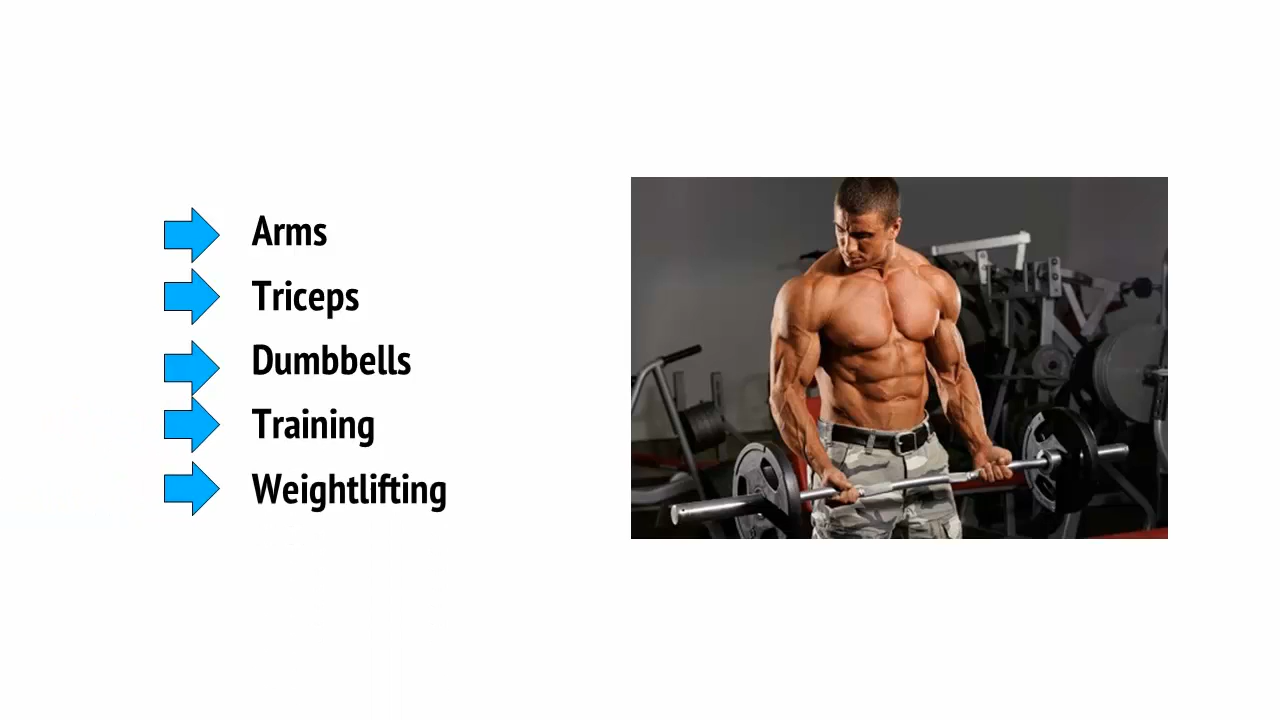 Arms
Triceps
Dumbbells
Training
Weightlifting